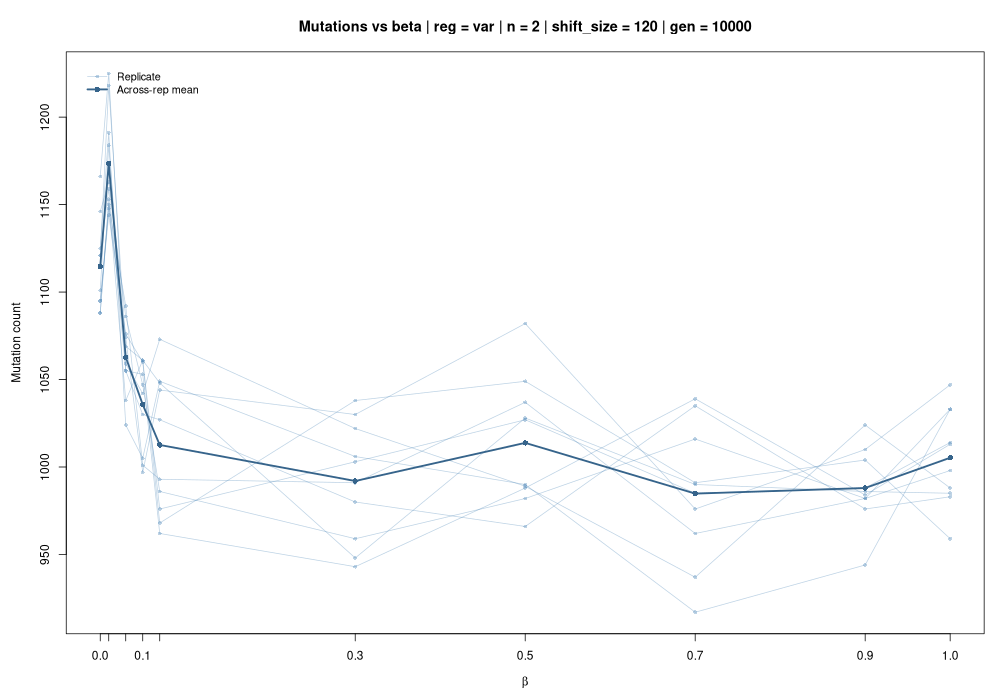 Mutations vs beta | reg = var | n = 2 | shift_size = 120 | gen = 10000
Replicate
Across-rep mean
Mutation count
1200
1150
1100
1050
1000
950
0.0 0.1 0.3 0.5 0.7 0.9 1.0
β